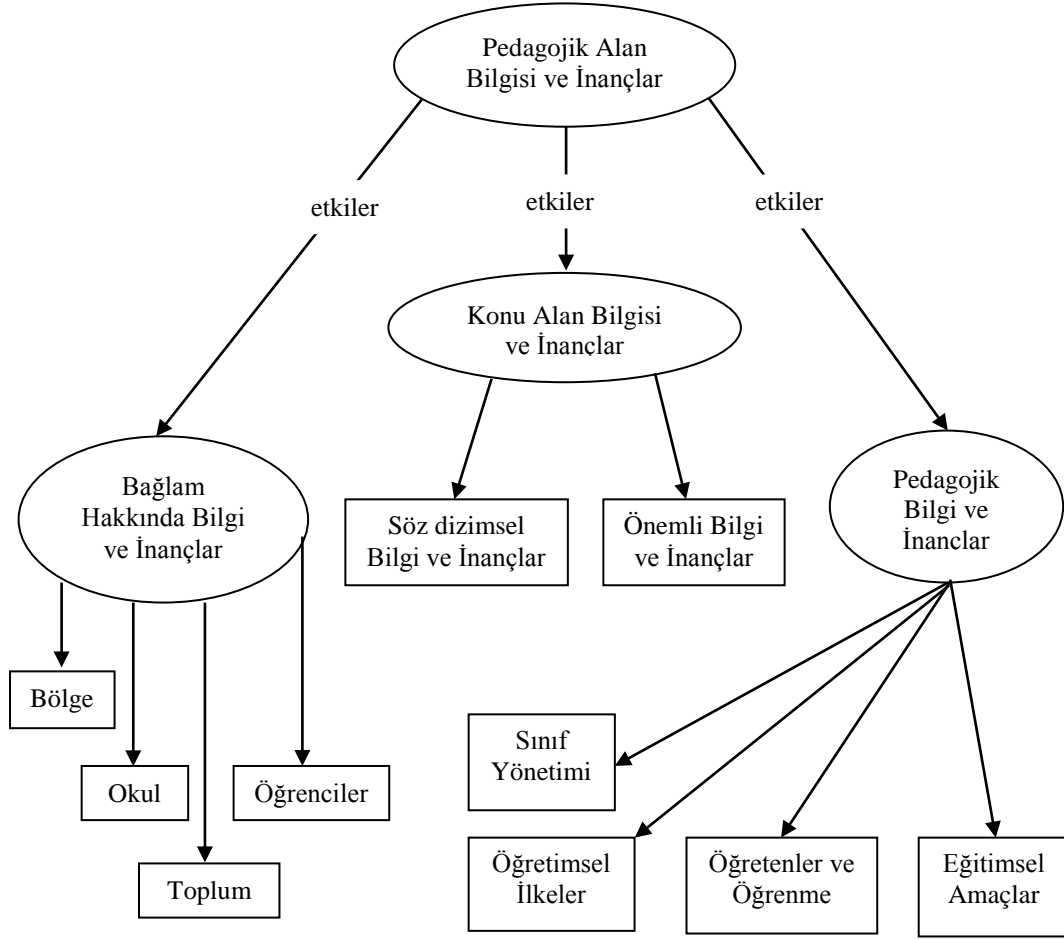 Pedagojik Alan
Bilgisi ve İnançlar
etkiler
etkiler
etkiler
Konu Alan Bilgisi
ve İnançlar
Bağlam
Hakkında Bilgi
ve İnançlar
Söz dizimsel
Bilgi ve İnançlar
Önemli Bilgi
ve İnançlar
Pedagojik
Bilgi ve
İnanclar
Bölge
Okul
Öğrenciler
Toplum
Sınıf
Yönetimi
Öğretimsel
İlkeler
Öğretenler ve
Öğrenme
Eğitimsel
Amaçlar